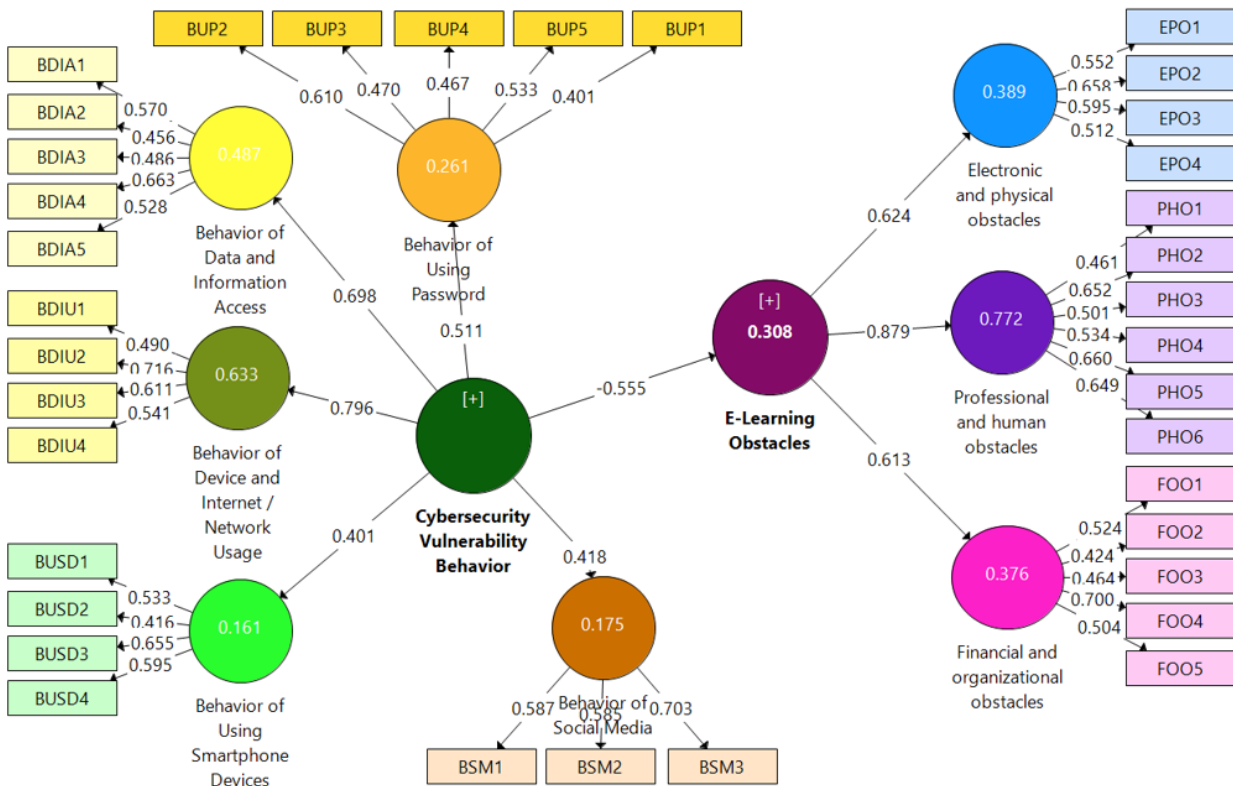 BUP2
BUP3
BUP4
BUP5
BUP1
0.610
0.470
0.467
0.533
0.401
0.261
Behavior of
Using
Password
BDIA1
BDIA2
BDIA3
BDIA4
BDIA5
0.570
0.456
0.486
0.663
0.528
0.487
Behavior of
Data and
Information
Access
BDIU1
BDIU2
BDIU3
BDIU4
0.490
0.716
0.611
0.541
0.633
Behavior of
Device and
Internet /
Network
Usage
BUSD1
BUSD2
BUSD3
BUSD4
0.533
0.416
0.655
0.595
0.161
Behavior of
Using
Smartphone
Devices
0.698
0.511
0.796
0.401
0.418
[+]
Cybersecurity
Vulnerability
Behavior
0.175
Behavior of
Social Media
0.587
0.585
0.703
BSM1
BSM2
BSM3
-0.555
[+]
0.308
E-Learning
Obstacles
0.624
0.879
0.613
0.389
Electronic
and physical
obstacles
0.552
0.658
0.595
0.512
EPO1
EPO2
EPO3
EPO4
0.772
Professional
and human
obstacles
0.461
0.652
0.501
0.534
0.660
0.649
PHO1
PHO2
PHO3
PHO4
PHO5
PHO6
0.376
Financial and
organizational
obstacles
0.524
0.424
0.464
0.700
0.504
FOO1
FOO2
FOO3
FOO4
FOO5